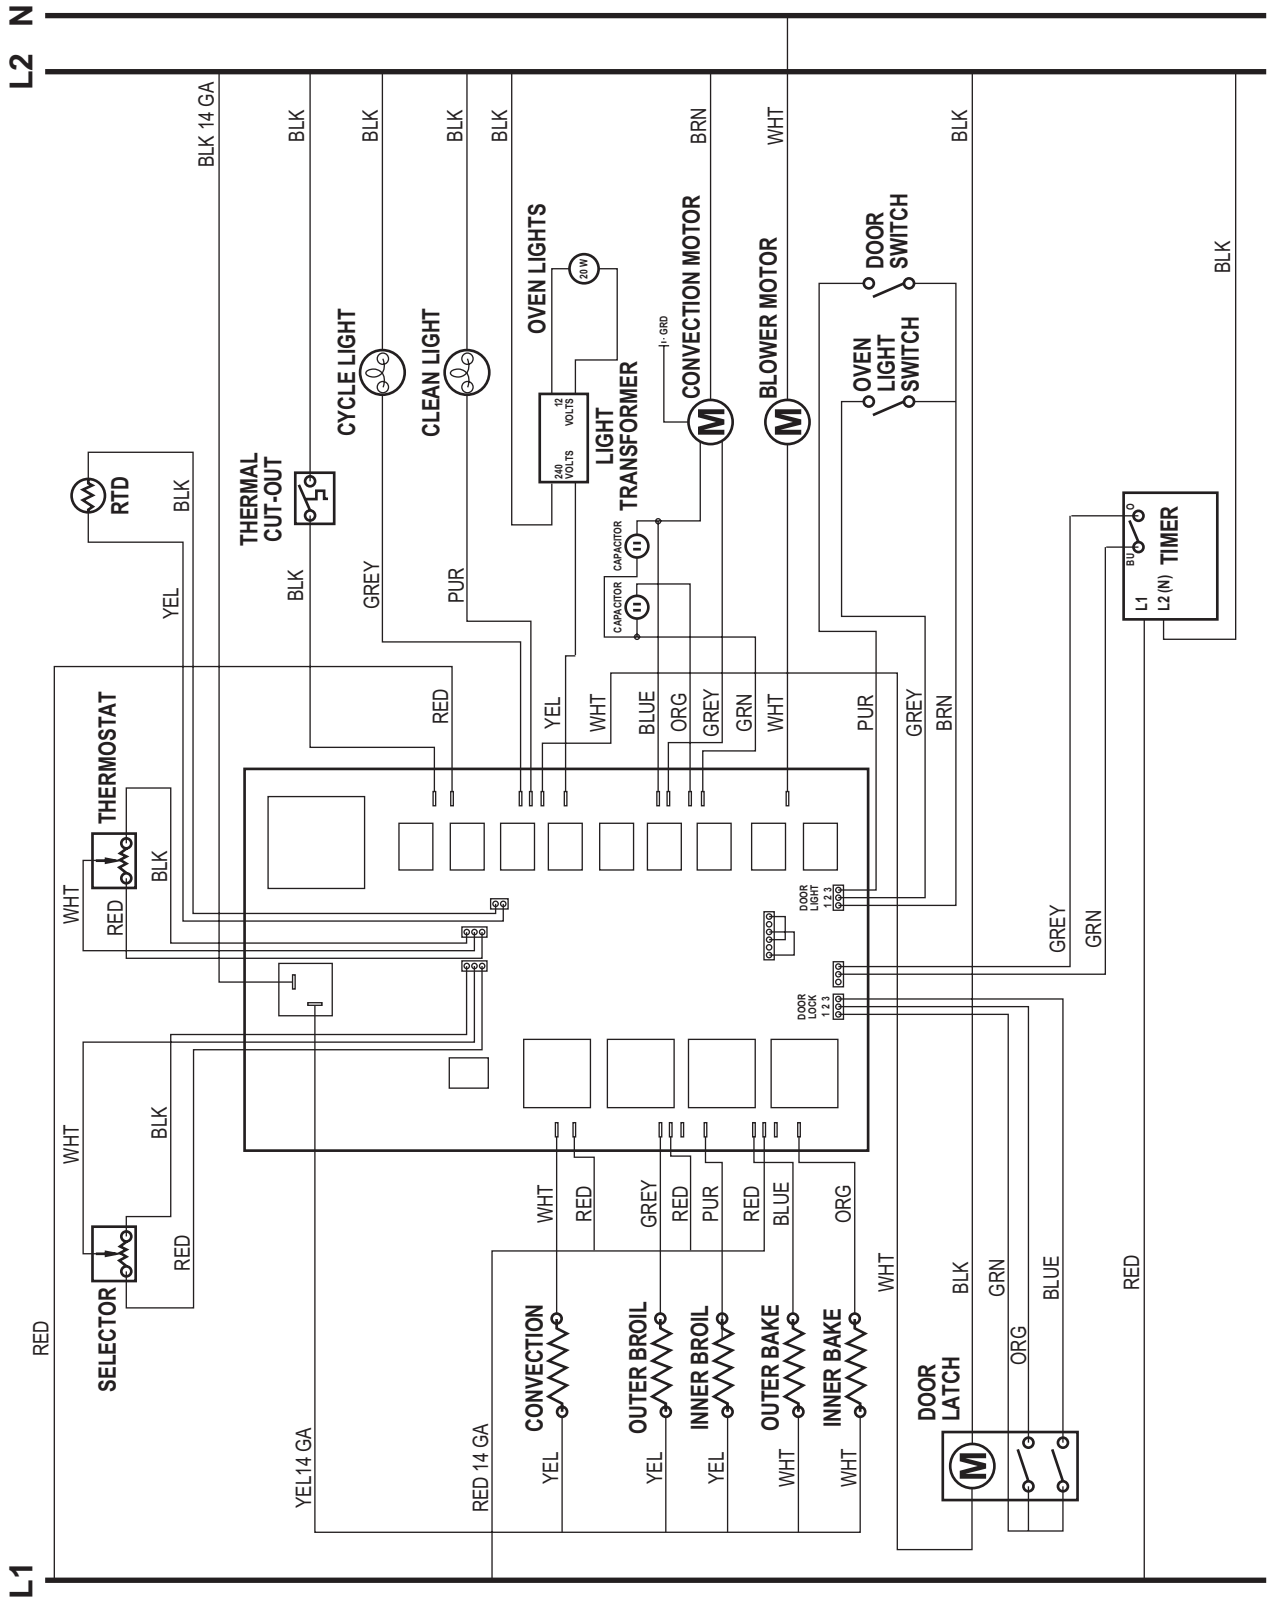 N
L2
L1
BLK 14 GA
BLK
BLK
BLK
BLK
BRN
WHT
BLK
BLK
OVEN LIGHTS
20 W
CONVECTION MOTOR
M
GRD
BLOWER MOTOR
M
DOOR
SWITCH
OVEN
LIGHT
SWITCH
CYCLE LIGHT
CLEAN LIGHT
12
VOLTS
240
VOLTS
LIGHT
TRANSFORMER
CAPACITOR
CAPACITOR
RTD
BLK
YEL
THERMAL
CUT-OUT
BLK
GREY
PUR
RED
YEL
WHT
BLUE
ORG
GREY
GRN
WHT
PUR
GREY
BRN
BU
O
TIMER
L1
L2 (N)
THERMOSTAT
WHT
RED
BLK
DOOR
LIGHT
1 2 3
DOOR
LOCK
1 2 3
GREY
GRN
SELECTOR
WHT
BLK
RED
RED
WHT
RED
GREY
RED
PUR
RED
BLUE
ORG
WHT
BLK
GRN
ORG
BLUE
RED
CONVECTION
OUTER BROIL
INNER BROIL
OUTER BAKE
INNER BAKE
DOOR
LATCH
M
YEL14 GA
RED 14 GA
YEL
YEL
YEL
WHT
WHT